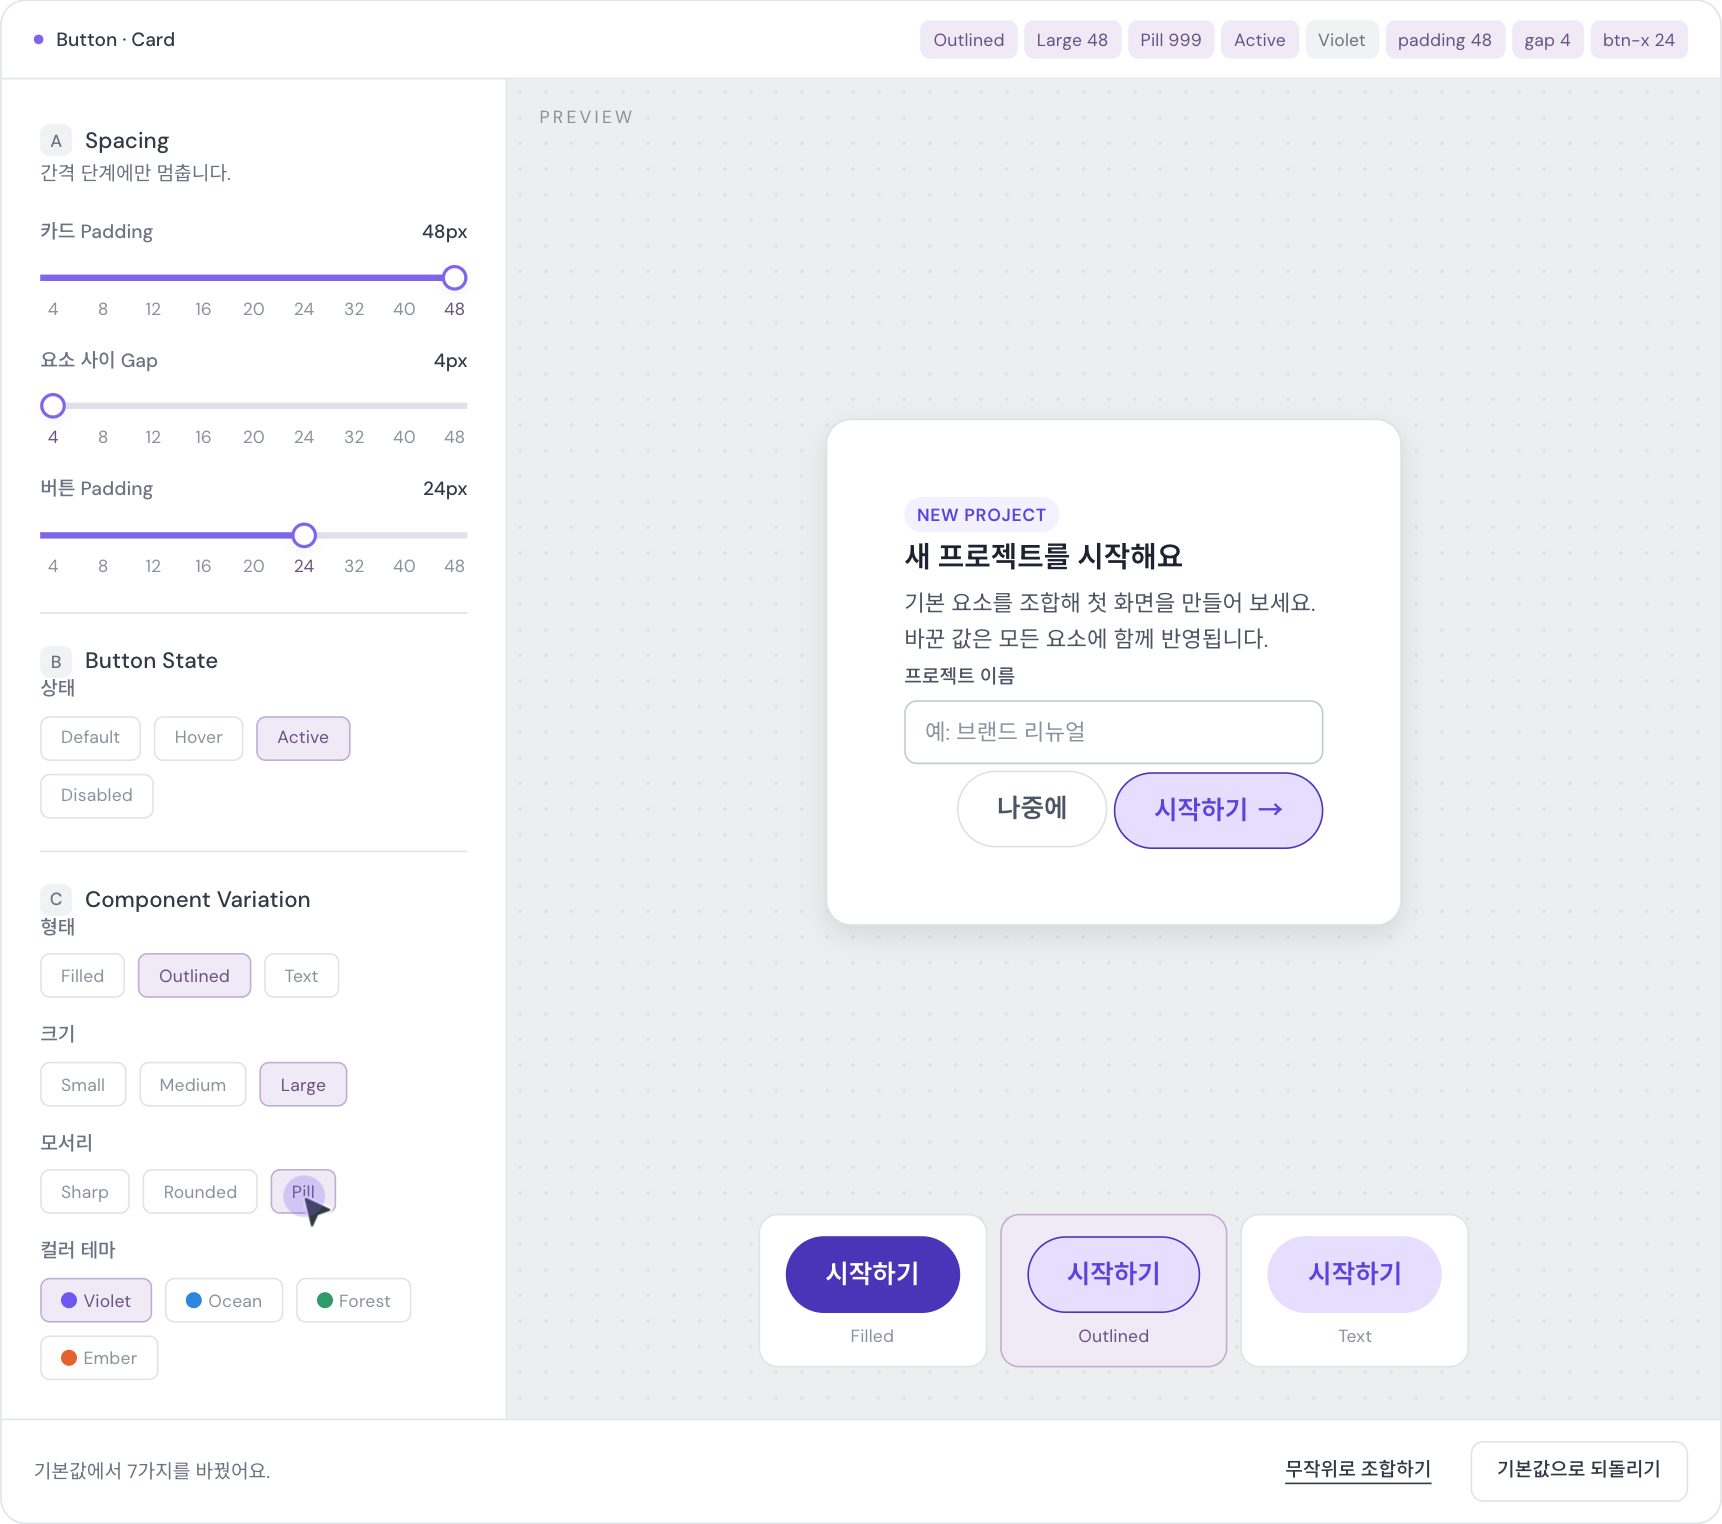 Button · Card
Outlined
Large 48
Pill 999
Active
Violet
padding 48
gap 4
btn-x 24
A
Spacing
간격 단계에만 멈춥니다.
카드 Padding
48px
4 8 12 16 20 24 32 40 48
요소 사이 Gap
4px
4 8 12 16 20 24 32 40 48
버튼 Padding
24px
4 8 12 16 20 24 32 40 48
B
Button State
상태
Default
Hover
Active
Disabled
C
Component Variation
형태
Filled
Outlined
Text
크기
Small
Medium
Large
모서리
Sharp
Rounded
Pill
컬러 테마
Violet
Ocean
Forest
Ember
PREVIEW
NEW PROJECT
새 프로젝트를 시작해요
기본 요소를 조합해 첫 화면을 만들어 보세요.
바꾼 값은 모든 요소에 함께 반영됩니다.
프로젝트 이름
예: 브랜드 리뉴얼
나중에
시작하기 →
시작하기
Filled
시작하기
Outlined
시작하기
Text
기본값에서 7가지를 바꿨어요.
무작위로 조합하기
기본값으로 되돌리기